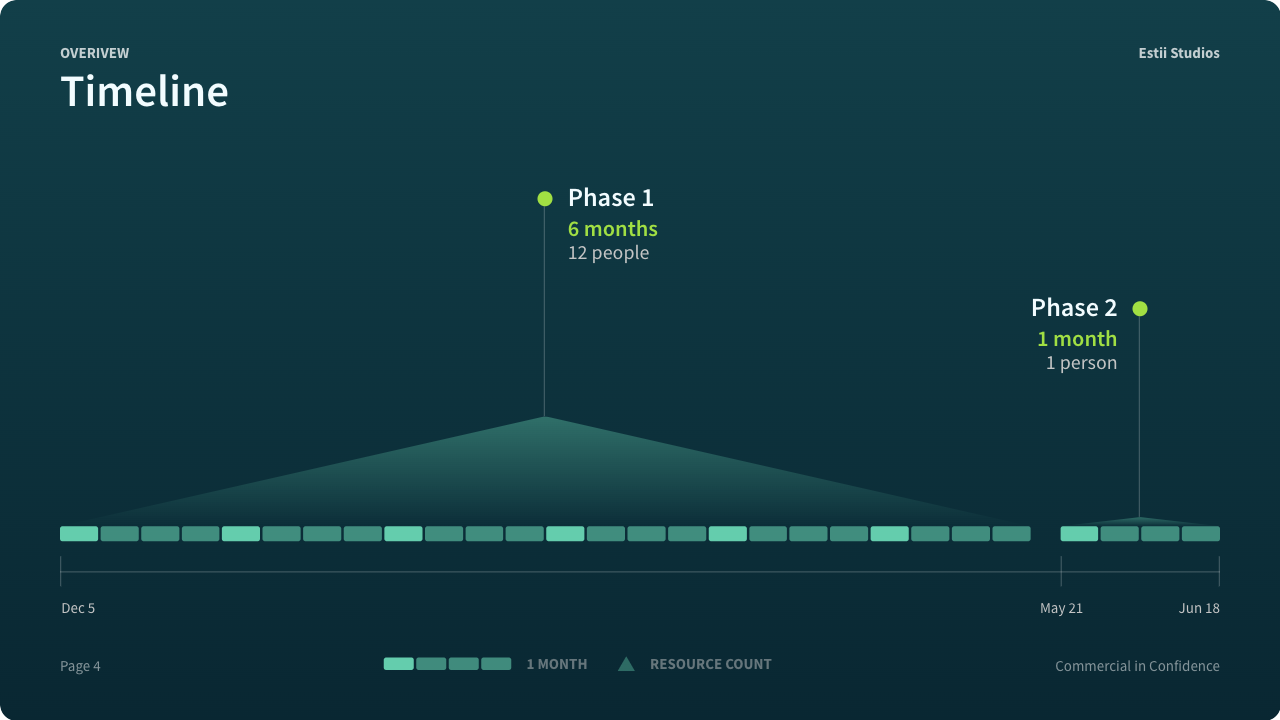 OVERIVEW
Estii Studios
Timeline
Phase 1
6 months
12 people
Phase 2
1 month
1 person
Dec 5
May 21
Jun 18
Page 4
1 MONTH
RESOURCE COUNT
Commercial in Confidence